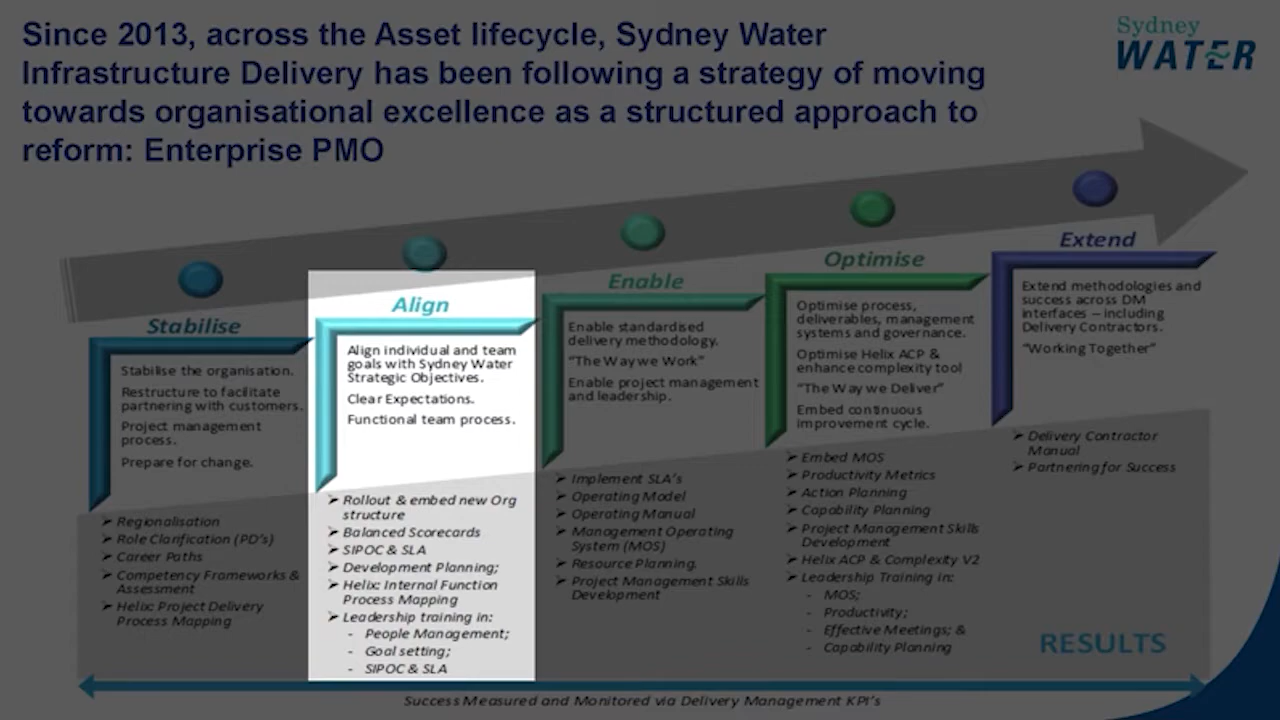 Since 2013, across the Asset lifecycle, Sydney Water
Infrastructure Delivery has been following a strategy of moving
towards organisational excellence as a structured approach to
reform: Enterprise PMO
Sydney
WATER
Stabilise
Stabilise the organisation.
Restructure to facilitate
partnering with customers.
Project management
process.
Prepare for change.
Regionalisation
Role Clarification (PD's)
Career Paths
Competency Frameworks &
Assessment
Helix: Project Delivery
Process Mapping
Align
Align individual and team
goals with Sydney Water
Strategic Objectives.
Clear Expectations.
Functional team process.
Rollout & embed new Org
structure
Balanced Scorecards
SIPOC & SLA
Development Planning;
Helix: Internal Function
Process Mapping
Leadership training in:
- People Management;
- Goal setting;
- SIPOC & SLA
Enable
Enable standardised
delivery methodology.
“The Way we Work”
Enable project management
and leadership.
Implement SLA's
Operating Model
Operating Manual
Management Operating
System (MOS)
Resource Planning.
Project Management Skills
Development
Optimise
Optimise process,
deliverables, management
systems and governance.
Optimise Helix ACP &
enhance complexity tool
“The Way we Deliver”
Embed continuous
improvement cycle.
Embed MOS
Productivity Metrics
Action Planning
Capability Planning
Project Management Skills
Development
Helix ACP & Complexity V2
Leadership Training in:
- MOS;
- Productivity;
- Effective Meetings; &
- Capability Planning
Extend
Extend methodologies and
success across DM
interfaces – including
Delivery Contractors.
“Working Together”
Delivery Contractor
Manual
Partnering for Success
RESULTS
Success Measured and Monitored via Delivery Management KPI's